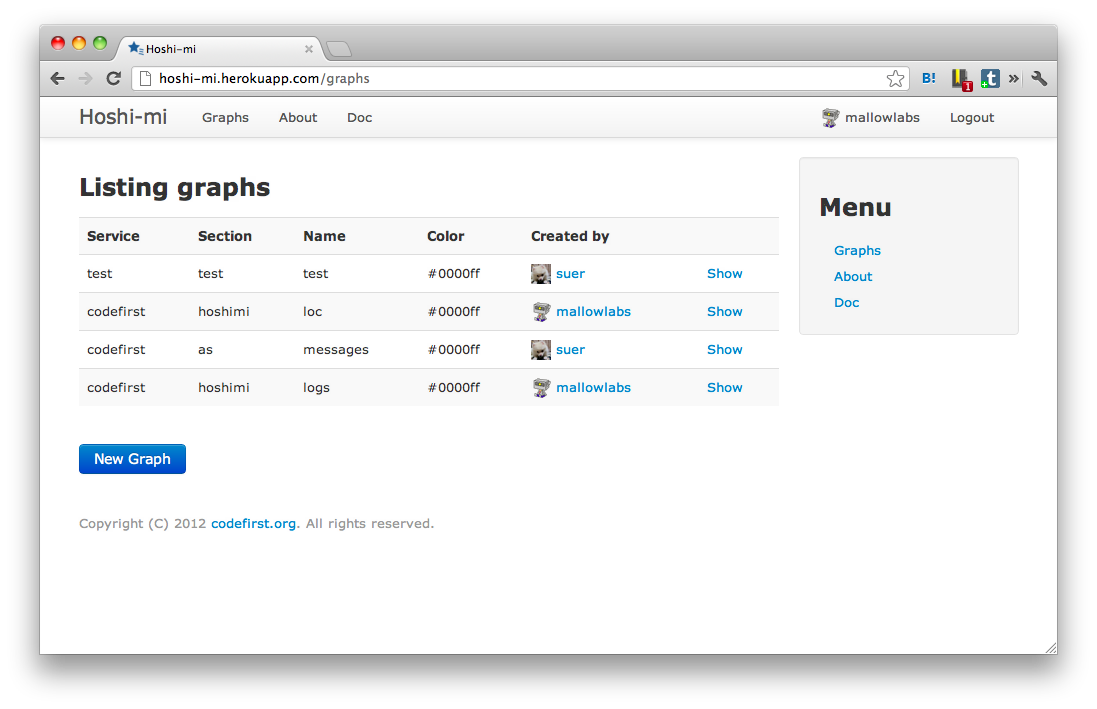 Hoshi-mi
hoshi-mi.herokuapp.com/graphs
B! 1 t »
Hoshi-mi Graphs About Doc mallowlabs Logout
Listing graphs
Service Section Name Color Created by
test test test #0000ff suer Show
codefirst hoshimi loc #0000ff mallowlabs Show
codefirst as messages #0000ff suer Show
codefirst hoshimi logs #0000ff mallowlabs Show
New Graph
Menu
Graphs
About
Doc
Copyright (C) 2012 codefirst.org. All rights reserved.